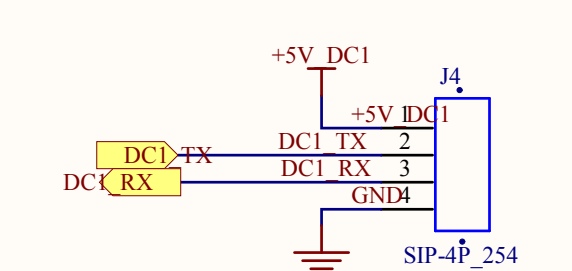 +5V_DC1
J4
+5V_DC1
1
DC1_TX
2
DC1_TX
DC1_RX
3
DC1_RX
GND
4
SIP-4P_254